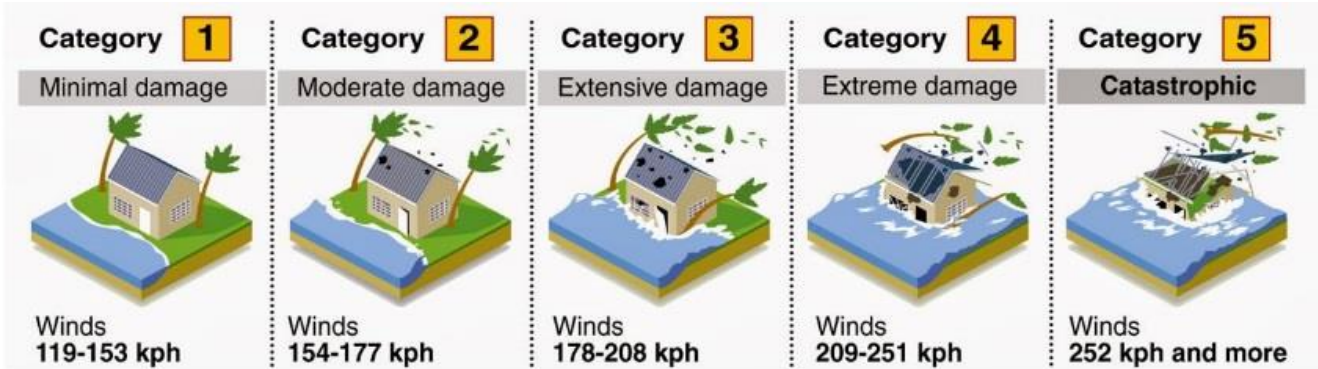 Category 1
Minimal damage
Winds
119-153 kph
Category 2
Moderate damage
Winds
154-177 kph
Category 3
Extensive damage
Winds
178-208 kph
Category 4
Extreme damage
Winds
209-251 kph
Category 5
Catastrophic
Winds
252 kph and more